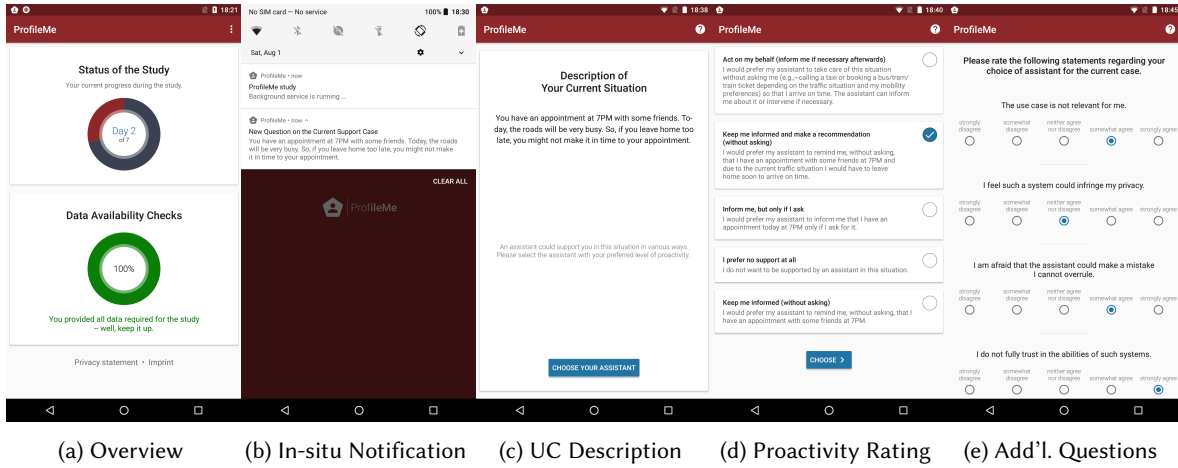 18:21
ProfileMe
Status of the Study
Your current progress during the study.
Day 2
of 7
Data Availability Checks
100%
You provided all data required for the study
– well, keep it up.
Privacy statement • Imprint
(a) Overview
No SIM card — No service
100% 18:30
Sat, Aug 1
ProfileMe • now
ProfileMe study
Background service is running ...
ProfileMe • now
New Question on the Current Support Case
You have an appointment at 7PM with some friends. Today, the roads
will be very busy. So, if you leave home too late, you might not make
it in time to your appointment.
CLEAR ALL
ProfileMe
(b) In-situ Notification
18:38
ProfileMe
Description of
Your Current Situation
You have an appointment at 7PM with some friends. To-
day, the roads will be very busy. So, if you leave home too
late, you might not make it in time to your appointment.
An assistant could support you in this situation in various ways.
Please select the assistant with your preferred level of proactivity.
CHOOSE YOUR ASSISTANT
(c) UC Description
18:40
ProfileMe
Act on my behalf (inform me if necessary afterwards)
I would prefer my assistant to take care of this situation
without asking me (e.g.,~calling a taxi or booking a bus/tram/
train ticket depending on the traffic situation and my mobility
preferences) so that I arrive on time. The assistant can inform
me about it or intervene if necessary.
Keep me informed and make a recommendation
(without asking)
I would prefer my assistant to remind me, without asking,
that I have an appointment with some friends at 7PM and
due to the current traffic situation I would have to leave
home soon to arrive on time.
Inform me, but only if I ask
I would prefer my assistant to inform me that I have an
appointment today at 7PM only if I ask for it.
I prefer no support at all
I do not want to be supported by an assistant in this situation.
Keep me informed (without asking)
I would prefer my assistant to remind me, without asking, that I
have an appointment with some friends at 7PM.
CHOOSE
(d) Proactivity Rating
18:45
ProfileMe
Please rate the following statements regarding your
choice of assistant for the current case.
The use case is not relevant for me.
strongly disagree somewhat disagree neither agree nor disagree somewhat agree strongly agree
I feel such a system could infringe my privacy.
strongly disagree somewhat disagree neither agree nor disagree somewhat agree strongly agree
I am afraid that the assistant could make a mistake
I cannot overrule.
strongly disagree somewhat disagree neither agree nor disagree somewhat agree strongly agree
I do not fully trust in the abilities of such systems.
strongly disagree somewhat disagree neither agree nor disagree somewhat agree strongly agree
(e) Add'l. Questions